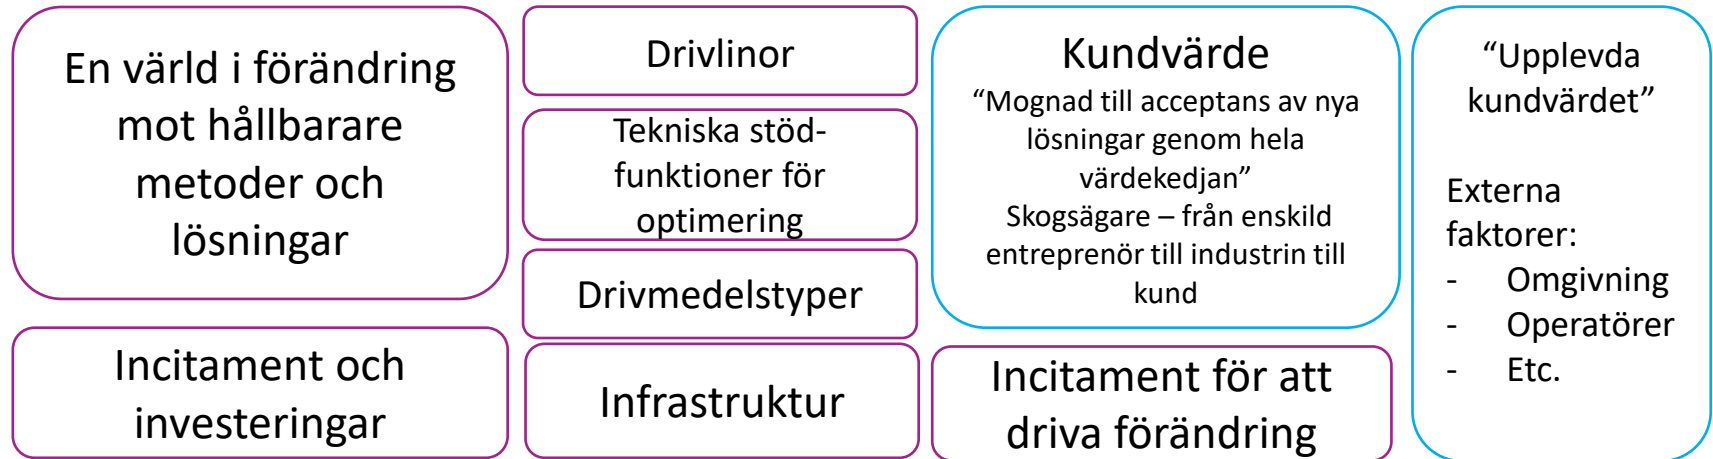 En värld i förändring
mot hållbarare
metoder och
lösningar
Incitament och
investeringar
Drivlinor
Tekniska stöd-
funktioner för
optimering
Drivmedelstyper
Infrastruktur
Kundvärde
“Mognad till acceptans av nya
lösningar genom hela
värdekedjan”
Skogsägare – från enskild
entreprenör till industrin till
kund
Incitament för att
driva förändring
“Upplevda
kundvärdet”
Externa
faktorer:
- Omgivning
- Operatörer
- Etc.